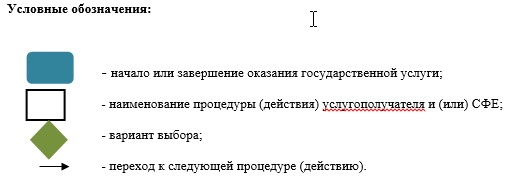 Условные обозначения:
- начало или завершение оказания государственной услуги;
- наименование процедуры (действия) услугополучателя и (или) СФЕ;
- вариант выбора;
- переход к следующей процедуре (действию).